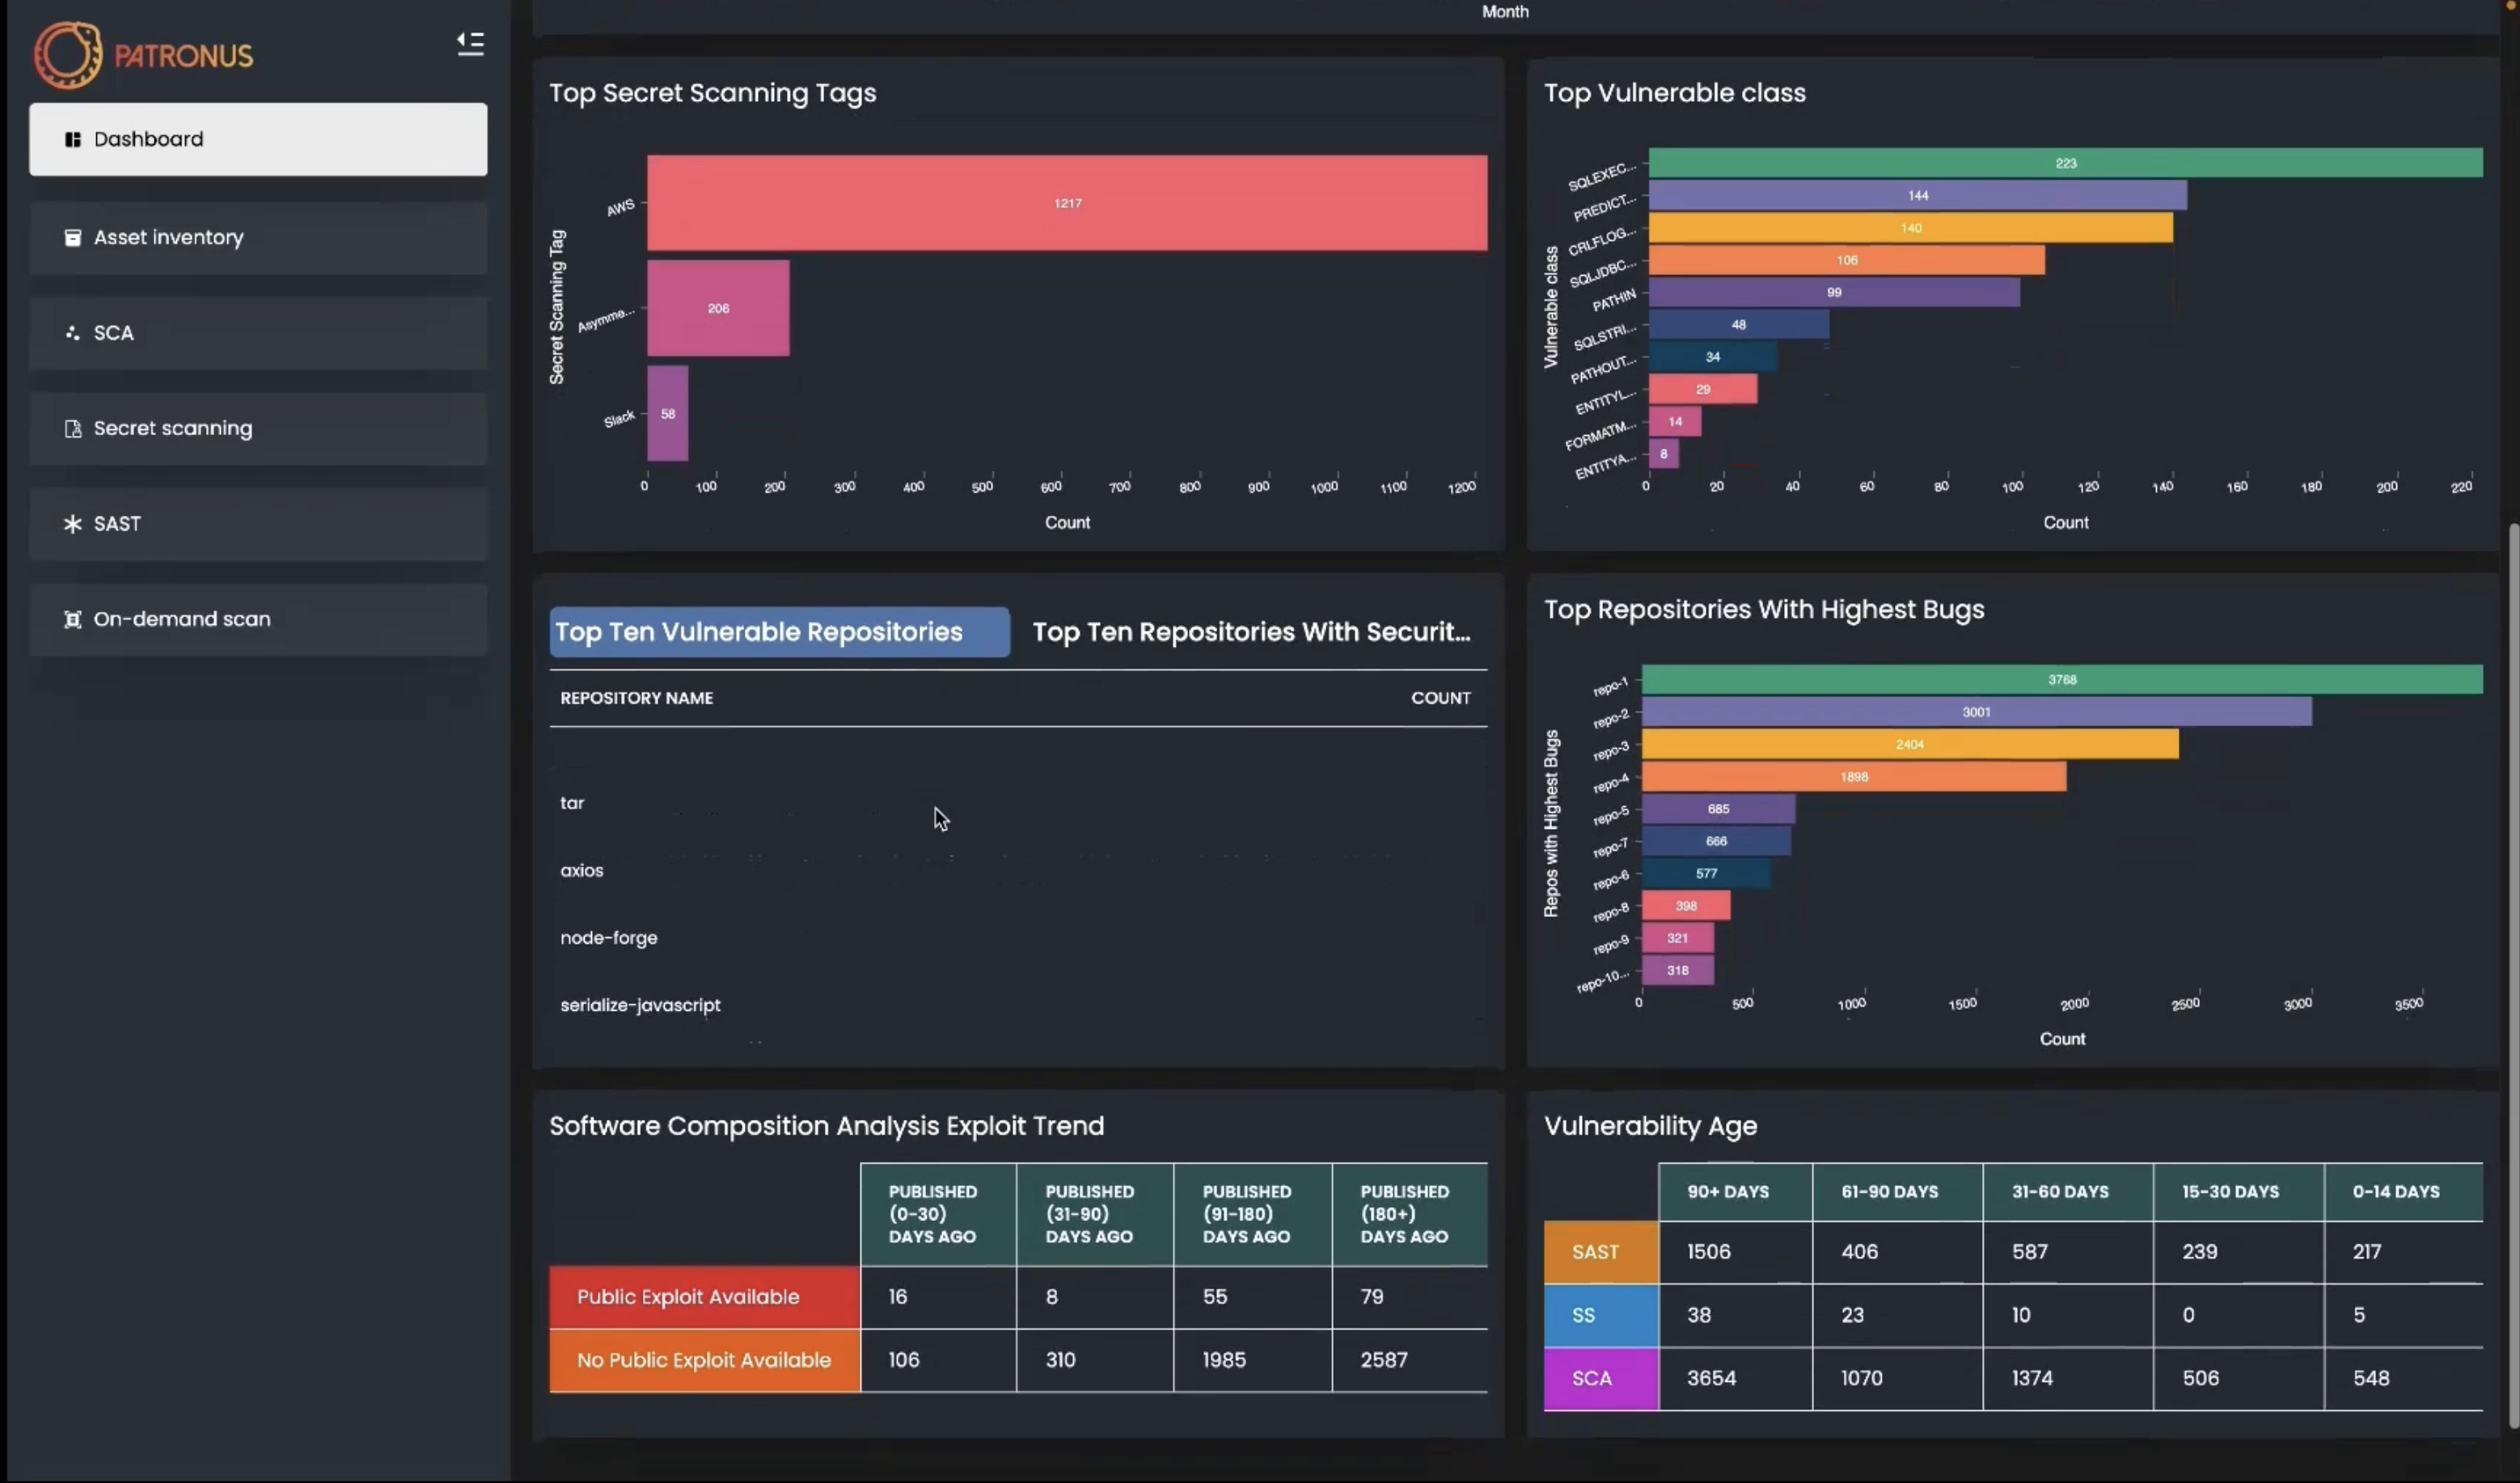 PATRONUS
Dashboard
Asset inventory
SCA
Secret scanning
SAST
On-demand scan
Month
Top Secret Scanning Tags
Secret Scanning Tag
AWS
Asymme...
Slack
1217
206
58
0 100 200 300 400 500 600 700 800 900 1000 1100 1200
Count
Top Vulnerable class
Vulnerable class
SQLEXEC...
PREDICT...
CRLFLOG...
SQLJDBC...
PATHIN
SQLSTRI...
PATHOUT...
ENTITYL...
FORMATM...
ENTITYA...
223
144
140
106
99
48
34
29
14
8
0 20 40 60 80 100 120 140 160 180 200 220
Count
Top Ten Vulnerable Repositories
Top Ten Repositories With Securit...
REPOSITORY NAME COUNT
tar
axios
node-forge
serialize-javascript
Top Repositories With Highest Bugs
Repos with Highest Bugs
repo-1
repo-2
repo-3
repo-4
repo-5
repo-7
repo-6
repo-8
repo-9
repo-10...
3768
3001
2404
1898
685
666
577
398
321
318
0 500 1000 1500 2000 2500 3000 3500
Count
Software Composition Analysis Exploit Trend
PUBLISHED (0-30) DAYS AGO
PUBLISHED (31-90) DAYS AGO
PUBLISHED (91-180) DAYS AGO
PUBLISHED (180+) DAYS AGO
Public Exploit Available 16 8 55 79
No Public Exploit Available 106 310 1985 2587
Vulnerability Age
90+ DAYS 61-90 DAYS 31-60 DAYS 15-30 DAYS 0-14 DAYS
SAST 1506 406 587 239 217
SS 38 23 10 0 5
SCA 3654 1070 1374 506 548